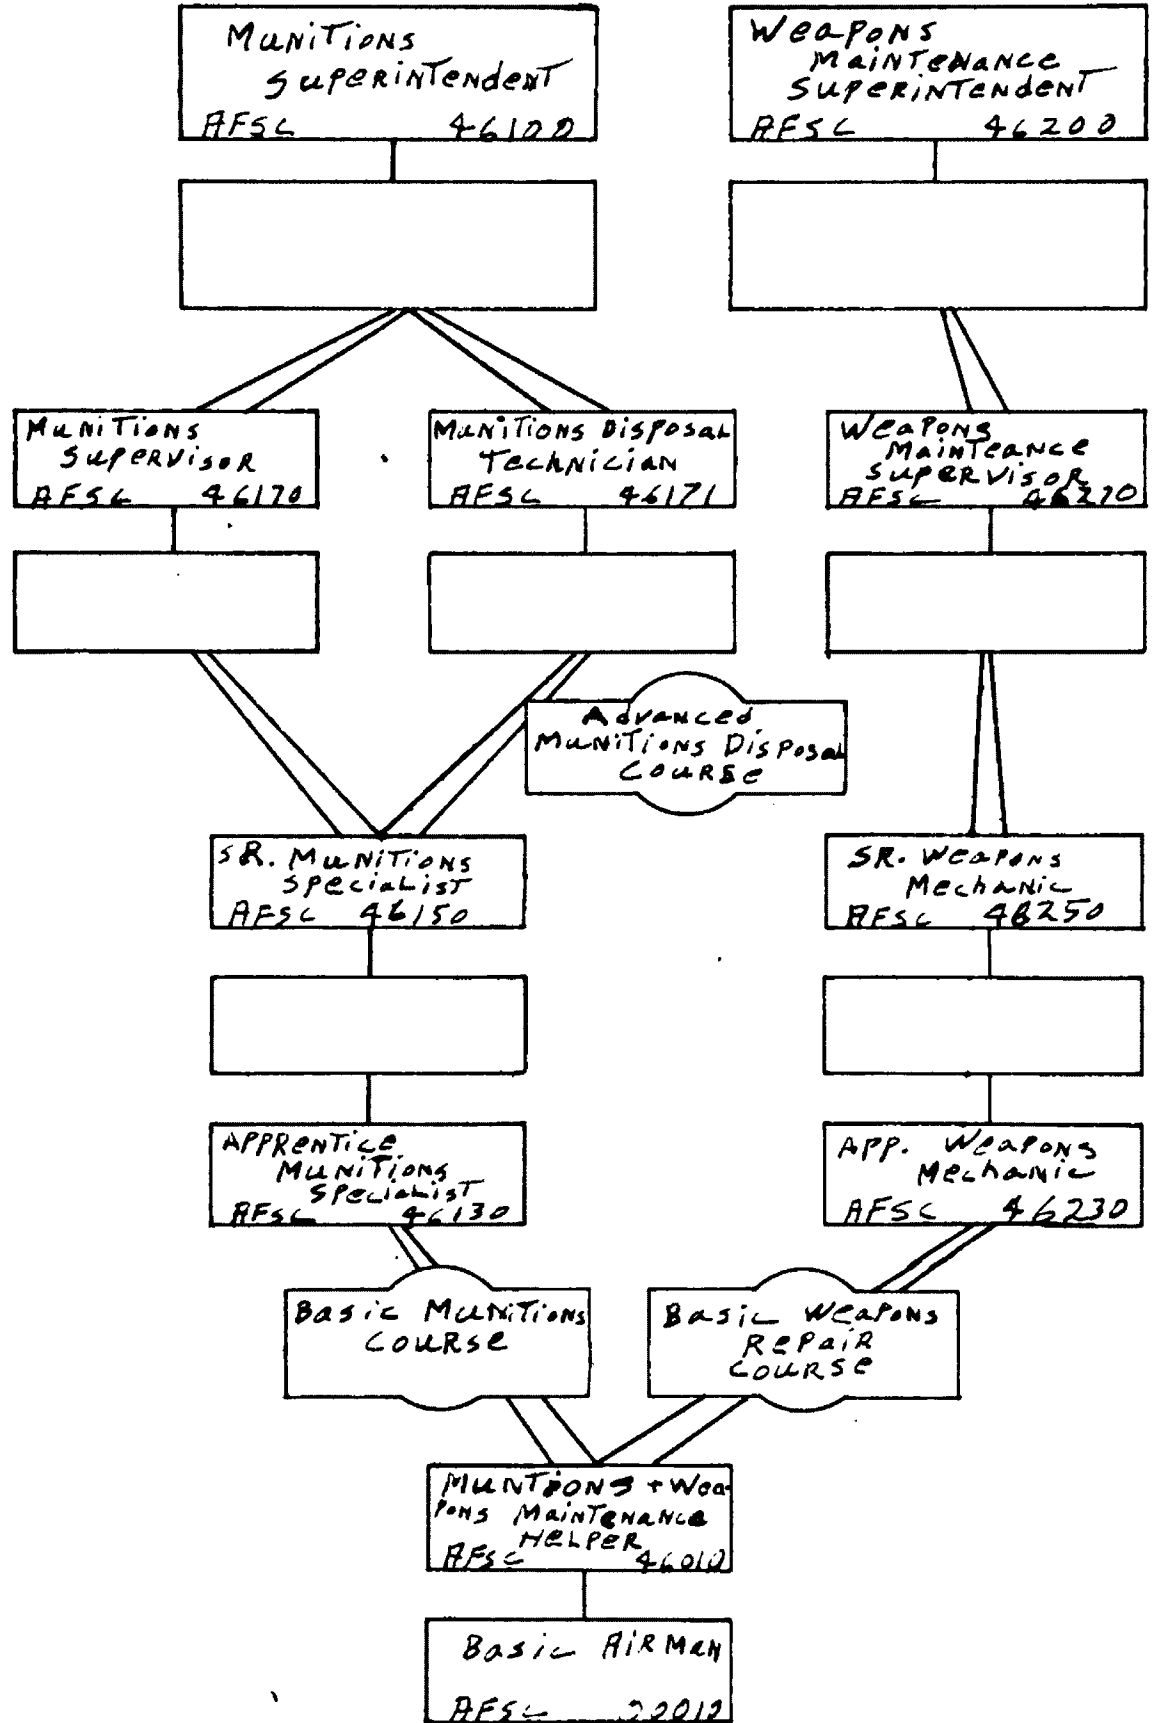 Munitions
Superintendent
AFSC 46100
Weapons
Maintenance
Superintendent
AFSC 46200
Munitions
Supervisor
AFSC 46170
Munitions Disposal
Technician
AFSC 46171
Weapons
Mainteance
Supervisor
AFSC 46270
Advanced
Munitions Disposal
Course
SR. Munitions
Specialist
AFSC 46150
SR. Weapons
Mechanic
AFSC 46250
Apprentice
Munitions
Specialist
AFSC 46130
App. Weapons
Mechanic
AFSC 46230
Basic Munitions
Course
Basic Weapons
Repair
Course
Muntions + Wea-
pons Maintenance
Helper
AFSC 46010
Basic Airman
AFSC